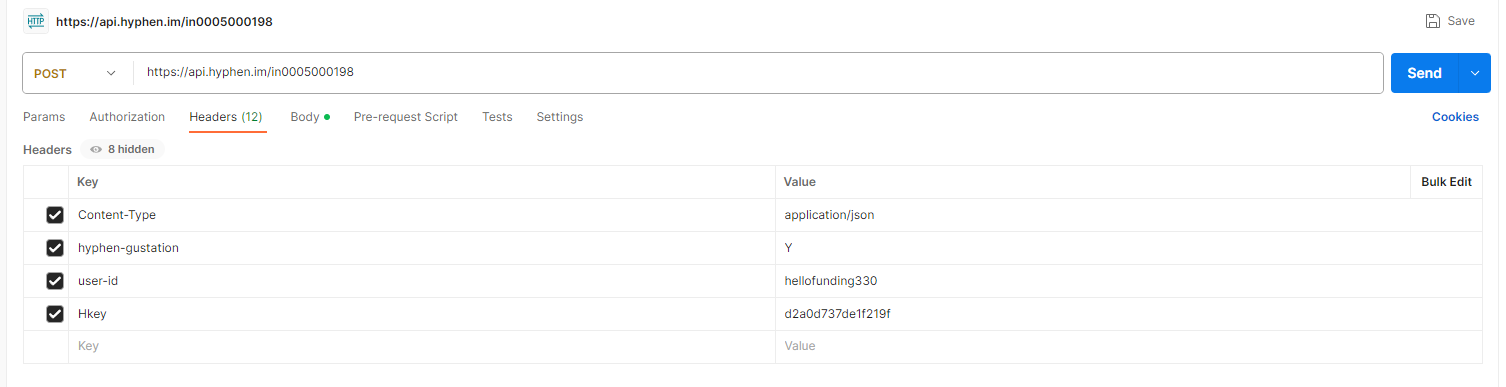 HTTP https://api.hyphen.im/in0005000198 Save
POST https://api.hyphen.im/in0005000198 Send
Params Authorization Headers (12) Body Pre-request Script Tests Settings Cookies
Headers 8 hidden
Key Value Bulk Edit
Content-Type application/json
hyphen-gustation Y
user-id hellofunding330
Hkey d2a0d737de1f219f
Key Value